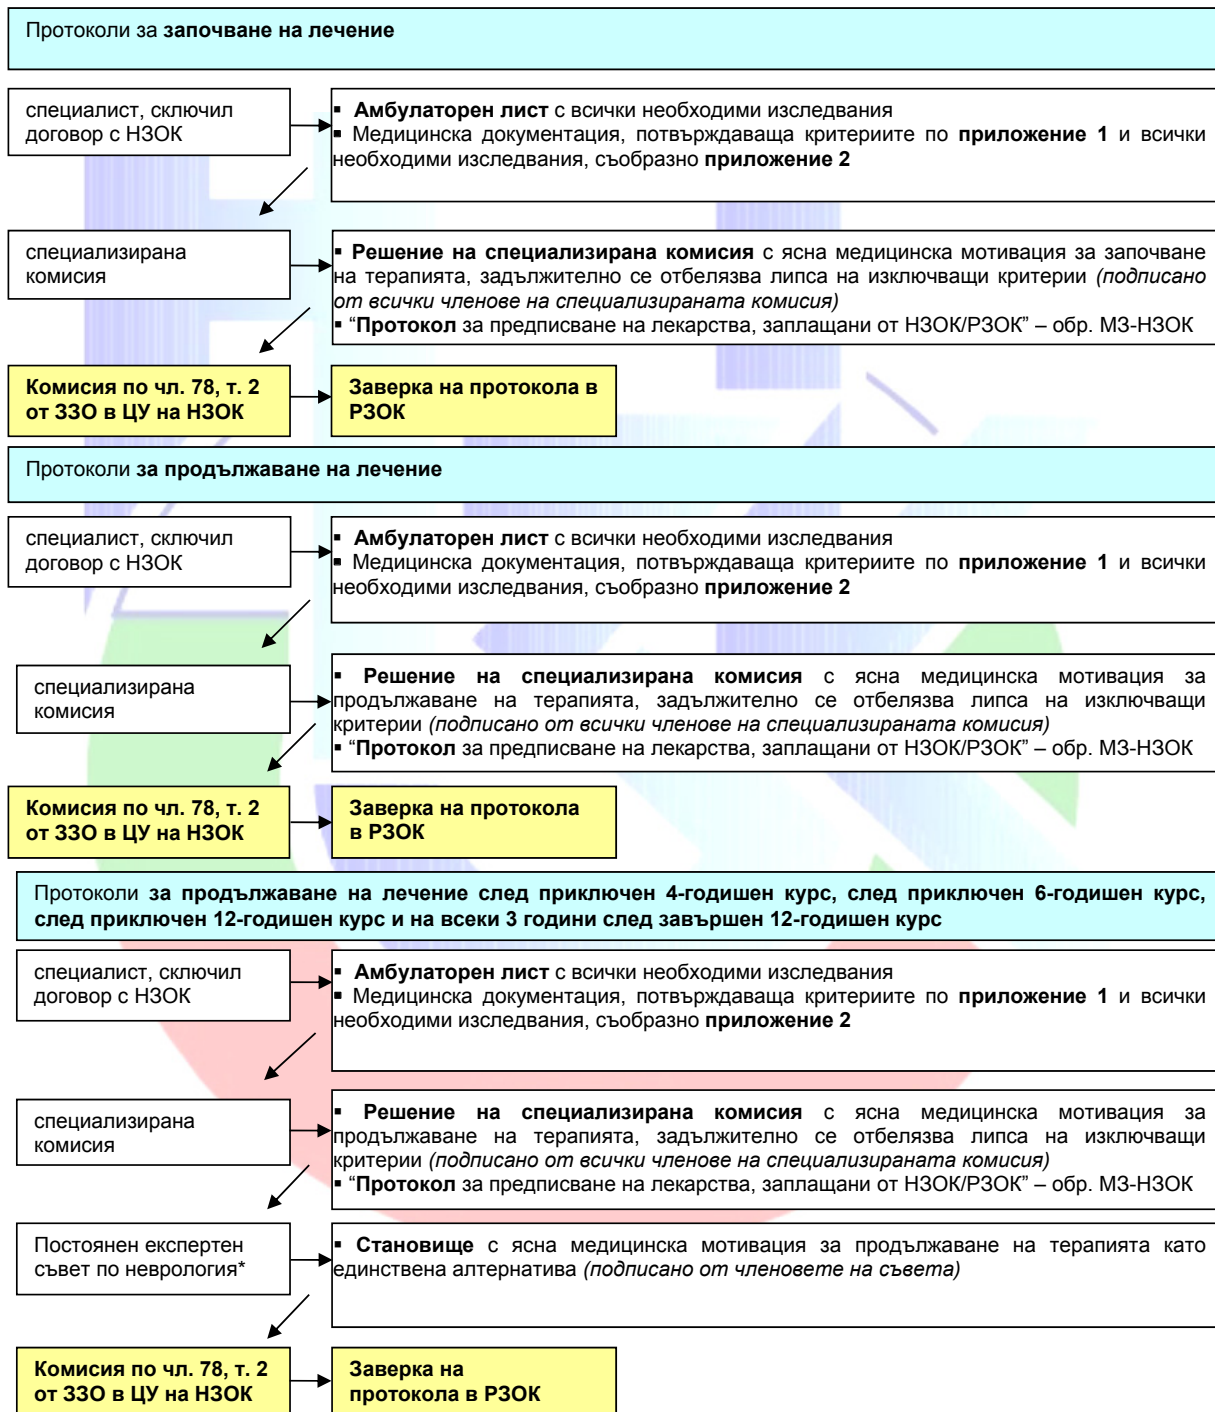 Протоколи за започване на лечение
специалист, сключил
договор с НЗОК
▪ Амбулаторен лист с всички необходими изследвания
▪ Медицинска документация, потвърждаваща критериите по приложение 1 и всички
необходими изследвания, съобразно приложение 2
специализирана
комисия
▪ Решение на специализирана комисия с ясна медицинска мотивация за започване
на терапията, задължително се отбелязва липса на изключващи критерии (подписано
от всички членове на специализираната комисия)
▪ “Протокол за предписване на лекарства, заплащани от НЗОК/РЗОК” – обр. МЗ-НЗОК
Комисия по чл. 78, т. 2
от ЗЗО в ЦУ на НЗОК
Заверка на протокола в
РЗОК
Протоколи за продължаване на лечение
специалист, сключил
договор с НЗОК
▪ Амбулаторен лист с всички необходими изследвания
▪ Медицинска документация, потвърждаваща критериите по приложение 1 и всички
необходими изследвания, съобразно приложение 2
специализирана
комисия
▪ Решение на специализирана комисия с ясна медицинска мотивация за
продължаване на терапията, задължително се отбелязва липса на изключващи
критерии (подписано от всички членове на специализираната комисия)
▪ “Протокол за предписване на лекарства, заплащани от НЗОК/РЗОК” – обр. МЗ-НЗОК
Комисия по чл. 78, т. 2
от ЗЗО в ЦУ на НЗОК
Заверка на протокола
в РЗОК
Протоколи за продължаване на лечение след приключен 4-годишен курс, след приключен 6-годишен курс,
след приключен 12-годишен курс и на всеки 3 години след завършен 12-годишен курс
специалист, сключил
договор с НЗОК
▪ Амбулаторен лист с всички необходими изследвания
▪ Медицинска документация, потвърждаваща критериите по приложение 1 и всички
необходими изследвания, съобразно приложение 2
специализирана
комисия
▪ Решение на специализирана комисия с ясна медицинска мотивация за
продължаване на терапията, задължително се отбелязва липса на изключващи
критерии (подписано от всички членове на специализираната комисия)
▪ “Протокол за предписване на лекарства, заплащани от НЗОК/РЗОК” – обр. МЗ-НЗОК
Постоянен експертен
съвет по неврология*
▪ Становище с ясна медицинска мотивация за продължаване на терапията като
единствена алтернатива (подписано от членовете на съвета)
Комисия по чл. 78, т. 2
от ЗЗО в ЦУ на НЗОК
Заверка на
протокола в РЗОК